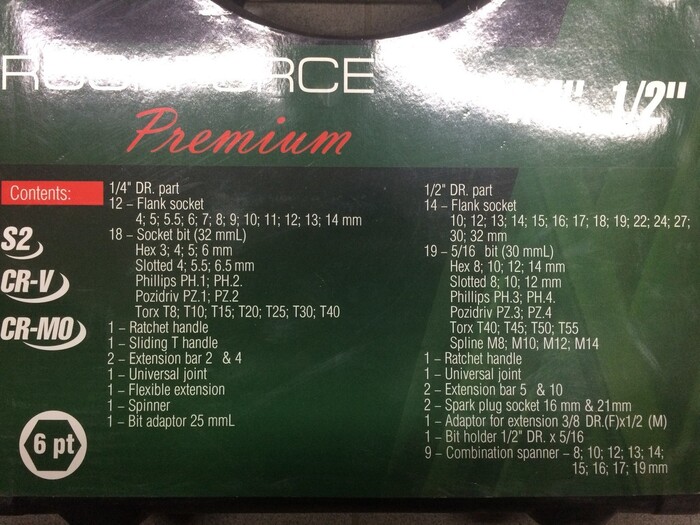 Premium
1/2"
Contents:
S2
CR-V
CR-MO
6 pt
1/4" DR. part
12 – Flank socket
4; 5; 5.5; 6; 7; 8; 9; 10; 11; 12; 13; 14 mm
18 – Socket bit (32 mmL)
Hex 3; 4; 5; 6 mm
Slotted 4; 5.5; 6.5 mm
Phillips PH.1; PH.2.
Pozidriv PZ.1; PZ.2
Torx T8; T10; T15; T20; T25; T30; T40
1 – Ratchet handle
1 – Sliding T handle
2 – Extension bar 2 & 4
1 – Universal joint
1 – Flexible extension
1 – Spinner
1 – Bit adaptor 25 mmL
1/2" DR. part
14 – Flank socket
10; 12; 13; 14; 15; 16; 17; 18; 19; 22; 24; 27;
30; 32 mm
19 – 5/16 bit (30 mmL)
Hex 8; 10; 12; 14 mm
Slotted 8; 10; 12 mm
Phillips PH.3; PH.4.
Pozidriv PZ.3; PZ.4
Torx T40; T45; T50; T55
Spline M8; M10; M12; M14
1 – Ratchet handle
1 – Universal joint
2 – Extension bar 5 & 10
2 – Spark plug socket 16 mm & 21mm
1 – Adaptor for extension 3/8 DR.(F)x1/2 (M)
1 – Bit holder 1/2" DR. x 5/16
9 – Combination spanner – 8; 10; 12; 13; 14;
15; 16; 17; 19 mm